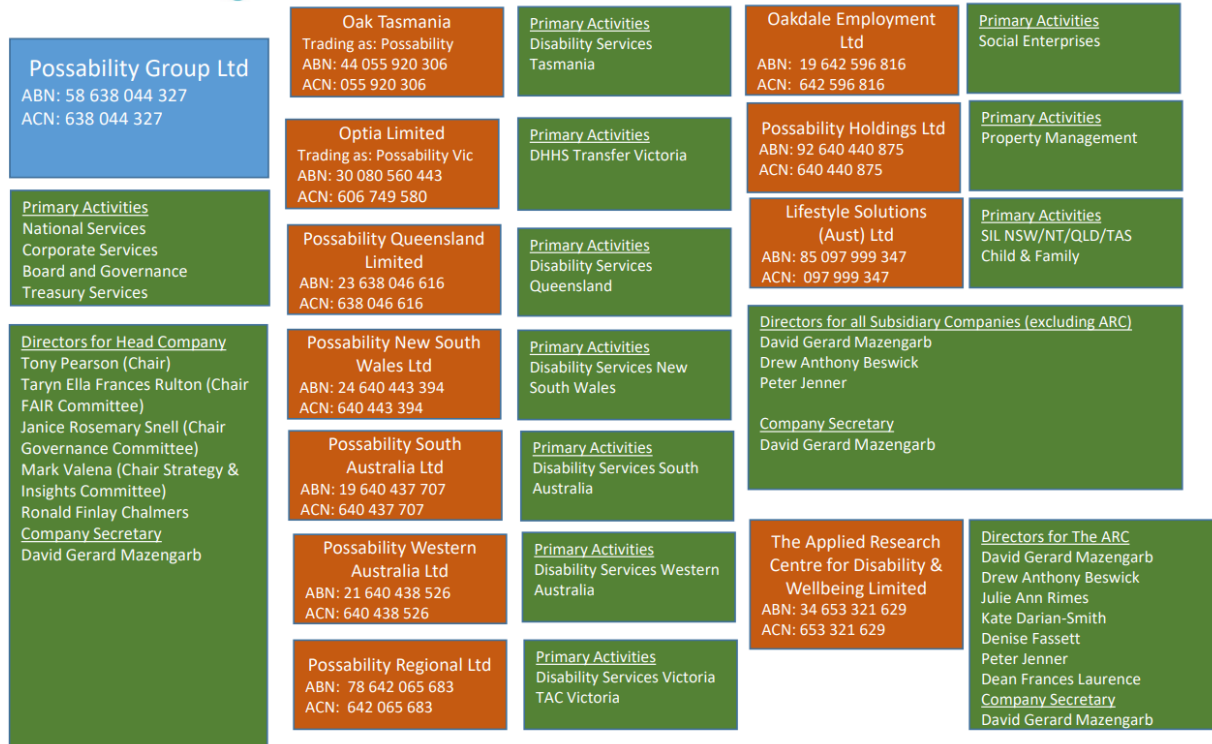 Possability Group Ltd
ABN: 58 638 044 327
ACN: 638 044 327
Primary Activities
National Services
Corporate Services
Board and Governance
Treasury Services
Directors for Head Company
Tony Pearson (Chair)
Taryn Ella Frances Rulton (Chair
FAIR Committee)
Janice Rosemary Snell (Chair
Governance Committee)
Mark Valena (Chair Strategy &
Insights Committee)
Ronald Finlay Chalmers
Company Secretary
David Gerard Mazengarb
Oak Tasmania
Trading as: Possability
ABN: 44 055 920 306
ACN: 055 920 306
Primary Activities
Disability Services
Tasmania
Optia Limited
Trading as: Possability Vic
ABN: 30 080 560 443
ACN: 606 749 580
Primary Activities
DHHS Transfer Victoria
Possability Queensland
Limited
ABN: 23 638 046 616
ACN: 638 046 616
Primary Activities
Disability Services
Queensland
Possability New South
Wales Ltd
ABN: 24 640 443 394
ACN: 640 443 394
Primary Activities
Disability Services New
South Wales
Possability South
Australia Ltd
ABN: 19 640 437 707
ACN: 640 437 707
Primary Activities
Disability Services South
Australia
Possability Western
Australia Ltd
ABN: 21 640 438 526
ACN: 640 438 526
Primary Activities
Disability Services Western
Australia
Possability Regional Ltd
ABN: 78 642 065 683
ACN: 642 065 683
Primary Activities
Disability Services Victoria
TAC Victoria
Oakdale Employment
Ltd
ABN: 19 642 596 816
ACN: 642 596 816
Primary Activities
Social Enterprises
Possability Holdings Ltd
ABN: 92 640 440 875
ACN: 640 440 875
Primary Activities
Property Management
Lifestyle Solutions
(Aust) Ltd
ABN: 85 097 999 347
ACN: 097 999 347
Primary Activities
SIL NSW/NT/QLD/TAS
Child & Family
Directors for all Subsidiary Companies (excluding ARC)
David Gerard Mazengarb
Drew Anthony Beswick
Peter Jenner
Company Secretary
David Gerard Mazengarb
The Applied Research
Centre for Disability &
Wellbeing Limited
ABN: 34 653 321 629
ACN: 653 321 629
Directors for The ARC
David Gerard Mazengarb
Drew Anthony Beswick
Julie Ann Rimes
Kate Darian-Smith
Denise Fassett
Peter Jenner
Dean Frances Laurence
Company Secretary
David Gerard Mazengarb